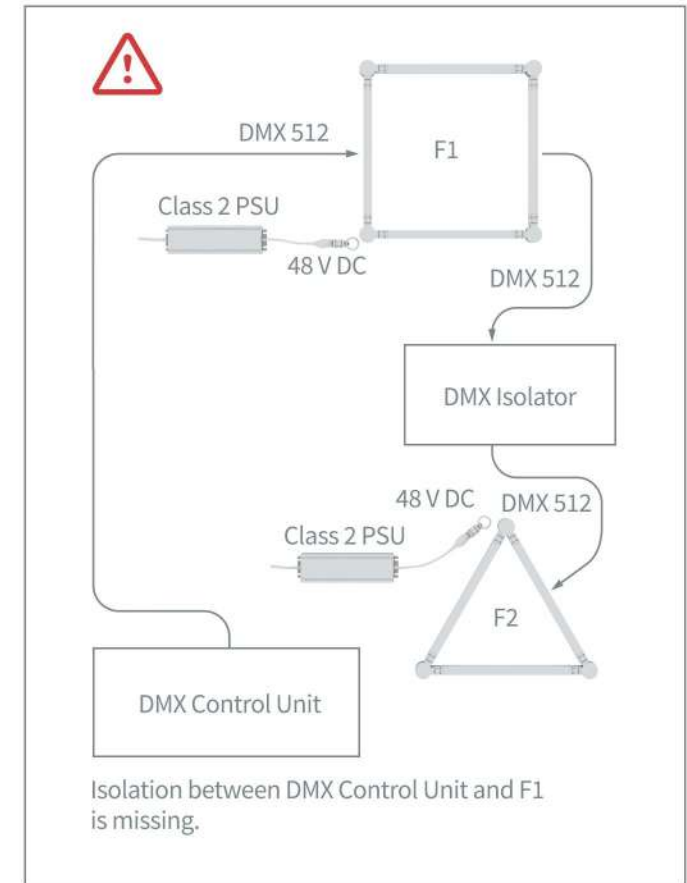 DMX 512
F1
Class 2 PSU
48 V DC
DMX 512
DMX Isolator
48 V DC
DMX 512
Class 2 PSU
F2
DMX Control Unit
Isolation between DMX Control Unit and F1
is missing.